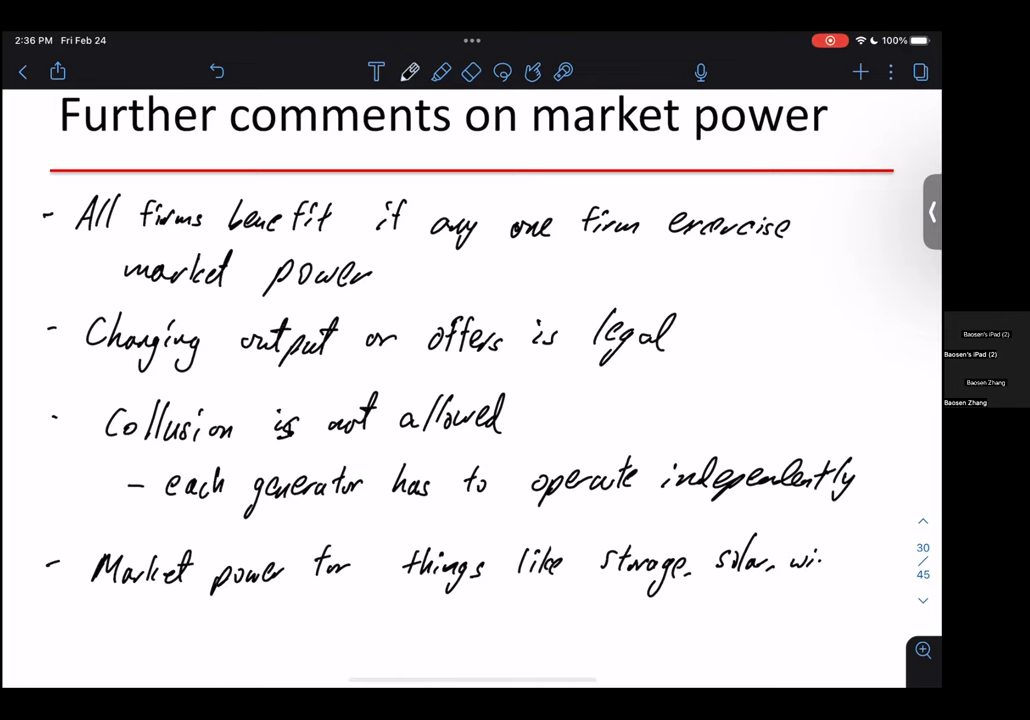 2:36 PM Fri Feb 24
100%
T
Further comments on market power
- All firms benefit if any one firm exercise
market power
- Changing output or offers is legal
- Collusion is not allowed
- each generator has to operate independently
- Market power for things like storage, solar, wi
30
/
45
Baosen's iPad (2)
Baosen's iPad (2)
Baosen Zhang
Baosen Zhang